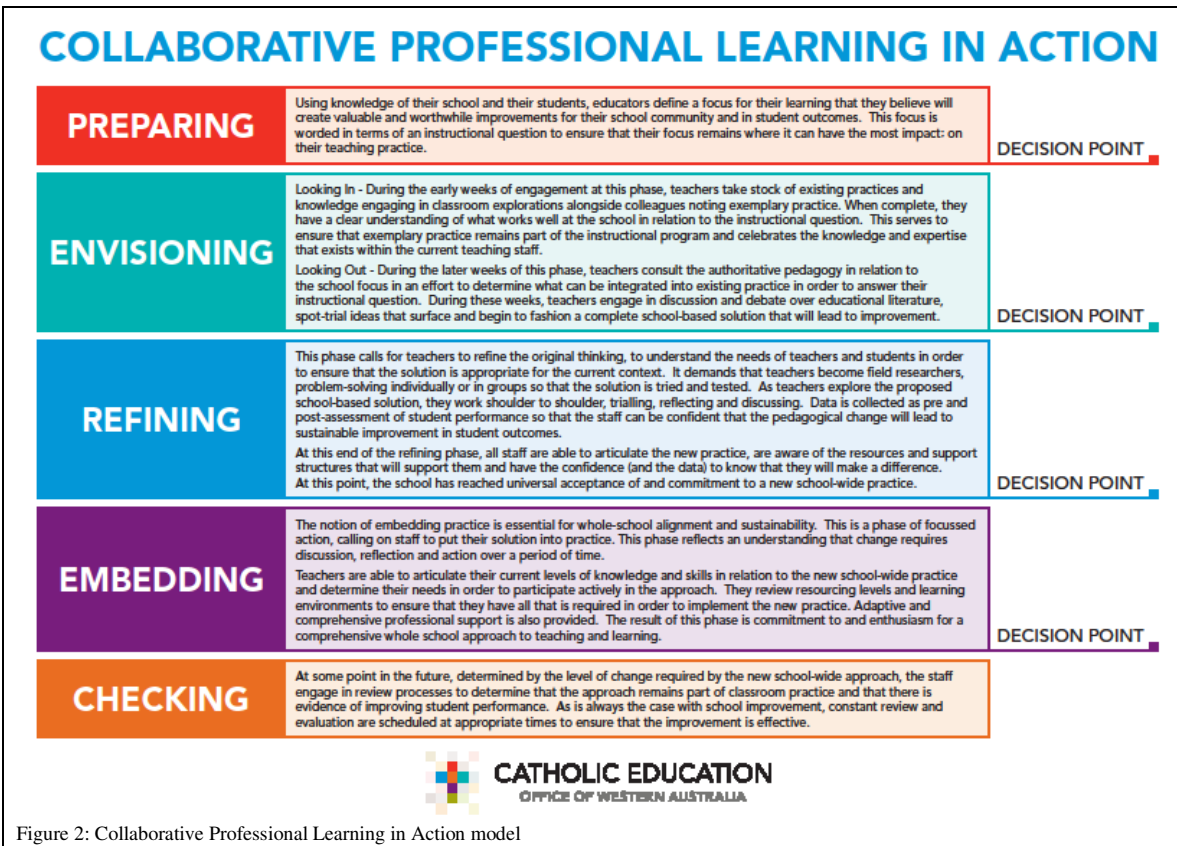 COLLABORATIVE PROFESSIONAL LEARNING IN ACTION
PREPARING
Using knowledge of their school and their students, educators define a focus for their learning that they believe will
create valuable and worthwhile improvements for their school community and in student outcomes. This focus is
worded in terms of an instructional question to ensure that their focus remains where it can have the most impact: on
their teaching practice.
DECISION POINT
ENVISIONING
Looking In - During the early weeks of engagement at this phase, teachers take stock of existing practices and
knowledge engaging in classroom explorations alongside colleagues noting exemplary practice. When complete, they
have a clear understanding of what works well at the school in relation to the instructional question. This serves to
ensure that exemplary practice remains part of the instructional program and celebrates the knowledge and expertise
that exists within the current teaching staff.
Looking Out - During the later weeks of this phase, teachers consult the authoritative pedagogy in relation to
the school focus in an effort to determine what can be integrated into existing practice in order to answer their
instructional question. During these weeks, teachers engage in discussion and debate over educational literature,
spot-trial ideas that surface and begin to fashion a complete school-based solution that will lead to improvement.
DECISION POINT
REFINING
This phase calls for teachers to refine the original thinking, to understand the needs of teachers and students in order
to ensure that the solution is appropriate for the current context. It demands that teachers become field researchers,
problem-solving individually or in groups so that the solution is tried and tested. As teachers explore the proposed
school-based solution, they work shoulder to shoulder, trialling, reflecting and discussing. Data is collected as pre and
post-assessment of student performance so that the staff can be confident that the pedagogical change will lead to
sustainable improvement in student outcomes.
At this end of the refining phase, all staff are able to articulate the new practice, are aware of the resources and support
structures that will support them and have the confidence (and the data) to know that they will make a difference.
At this point, the school has reached universal acceptance of and commitment to a new school-wide practice.
DECISION POINT
EMBEDDING
The notion of embedding practice is essential for whole-school alignment and sustainability. This is a phase of focussed
action, calling on staff to put their solution into practice. This phase reflects an understanding that change requires
discussion, reflection and action over a period of time.
Teachers are able to articulate their current levels of knowledge and skills in relation to the new school-wide practice
and determine their needs in order to participate actively in the approach. They review resourcing levels and learning
environments to ensure that they have all that is required in order to implement the new practice. Adaptive and
comprehensive professional support is also provided. The result of this phase is commitment to and enthusiasm for a
comprehensive whole school approach to teaching and learning.
DECISION POINT
CHECKING
At some point in the future, determined by the level of change required by the new school-wide approach, the staff
engage in review processes to determine that the approach remains part of classroom practice and that there is
evidence of improving student performance. As is always the case with school improvement, constant review and
evaluation are scheduled at appropriate times to ensure that the improvement is effective.
CATHOLIC EDUCATION
OFFICE OF WESTERN AUSTRALIA
Figure 2: Collaborative Professional Learning in Action model